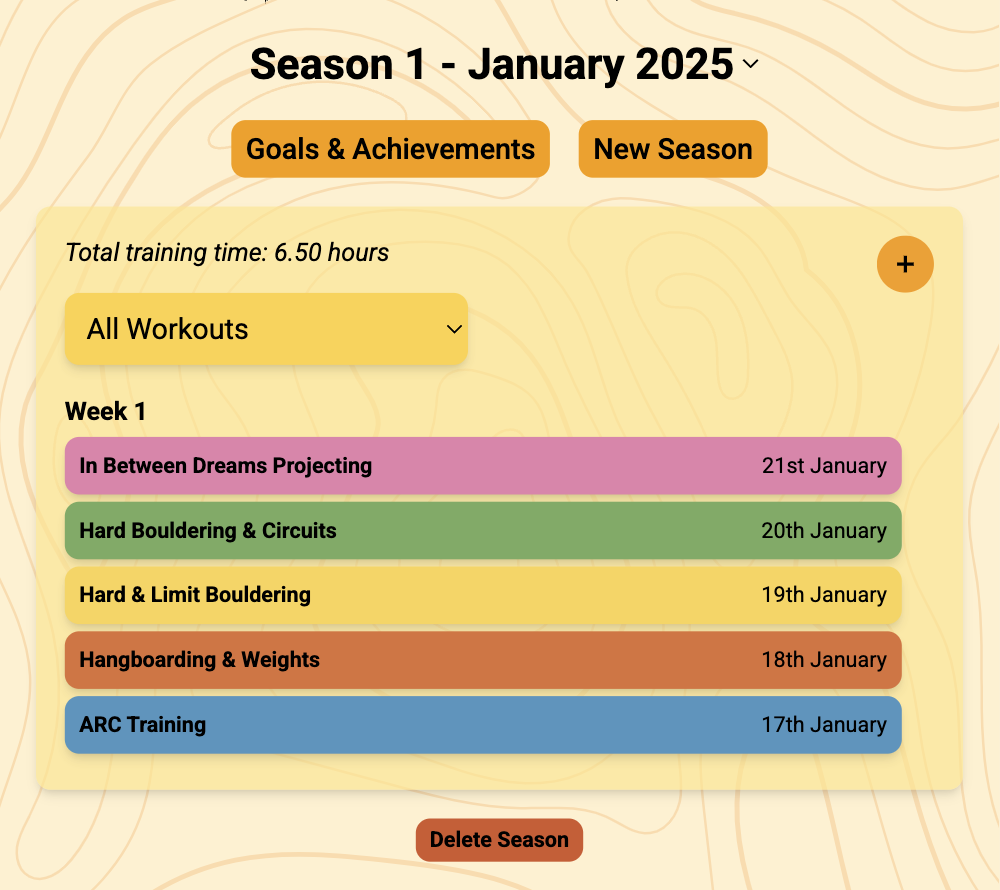 Season 1 - January 2025
Goals & Achievements
New Season
Total training time: 6.50 hours
+
All Workouts
Week 1
In Between Dreams Projecting 21st January
Hard Bouldering & Circuits 20th January
Hard & Limit Bouldering 19th January
Hangboarding & Weights 18th January
ARC Training 17th January
Delete Season